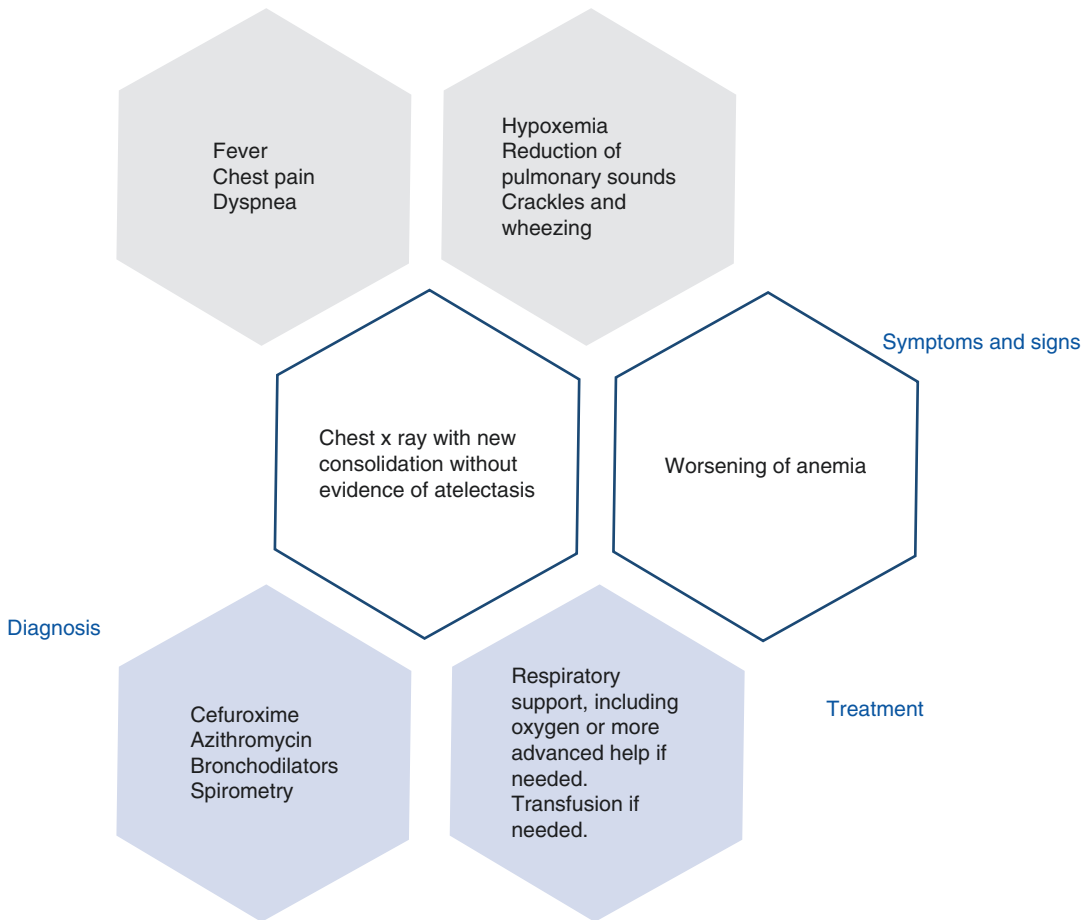 Fever
Chest pain
Dyspnea
Hypoxemia
Reduction of
pulmonary sounds
Crackles and
wheezing
Symptoms and signs
Chest x ray with new
consolidation without
evidence of atelectasis
Worsening of anemia
Diagnosis
Cefuroxime
Azithromycin
Bronchodilators
Spirometry
Respiratory
support, including
oxygen or more
advanced help if
needed.
Transfusion if
needed.
Treatment